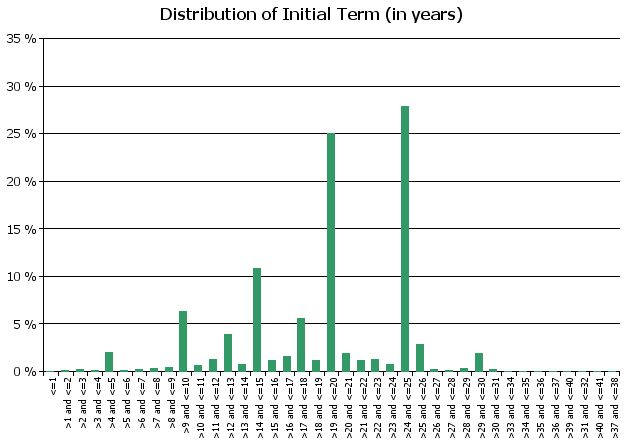 Distribution of Initial Term (in years)
35 %
30 %
25 %
20 %
15 %
10 %
5 %
0 %
<=1
>1 and <=2
>2 and <=3
>3 and <=4
>4 and <=5
>5 and <=6
>6 and <=7
>7 and <=8
>8 and <=9
>9 and <=10
>10 and <=11
>11 and <=12
>12 and <=13
>13 and <=14
>14 and <=15
>15 and <=16
>16 and <=17
>17 and <=18
>18 and <=19
>19 and <=20
>20 and <=21
>21 and <=22
>22 and <=23
>23 and <=24
>24 and <=25
>25 and <=26
>26 and <=27
>27 and <=28
>28 and <=29
>29 and <=30
>30 and <=31
>33 and <=34
>34 and <=35
>35 and <=36
>36 and <=37
>39 and <=40
>31 and <=32
>32 and <=33
>40 and <=41
>37 and <=38